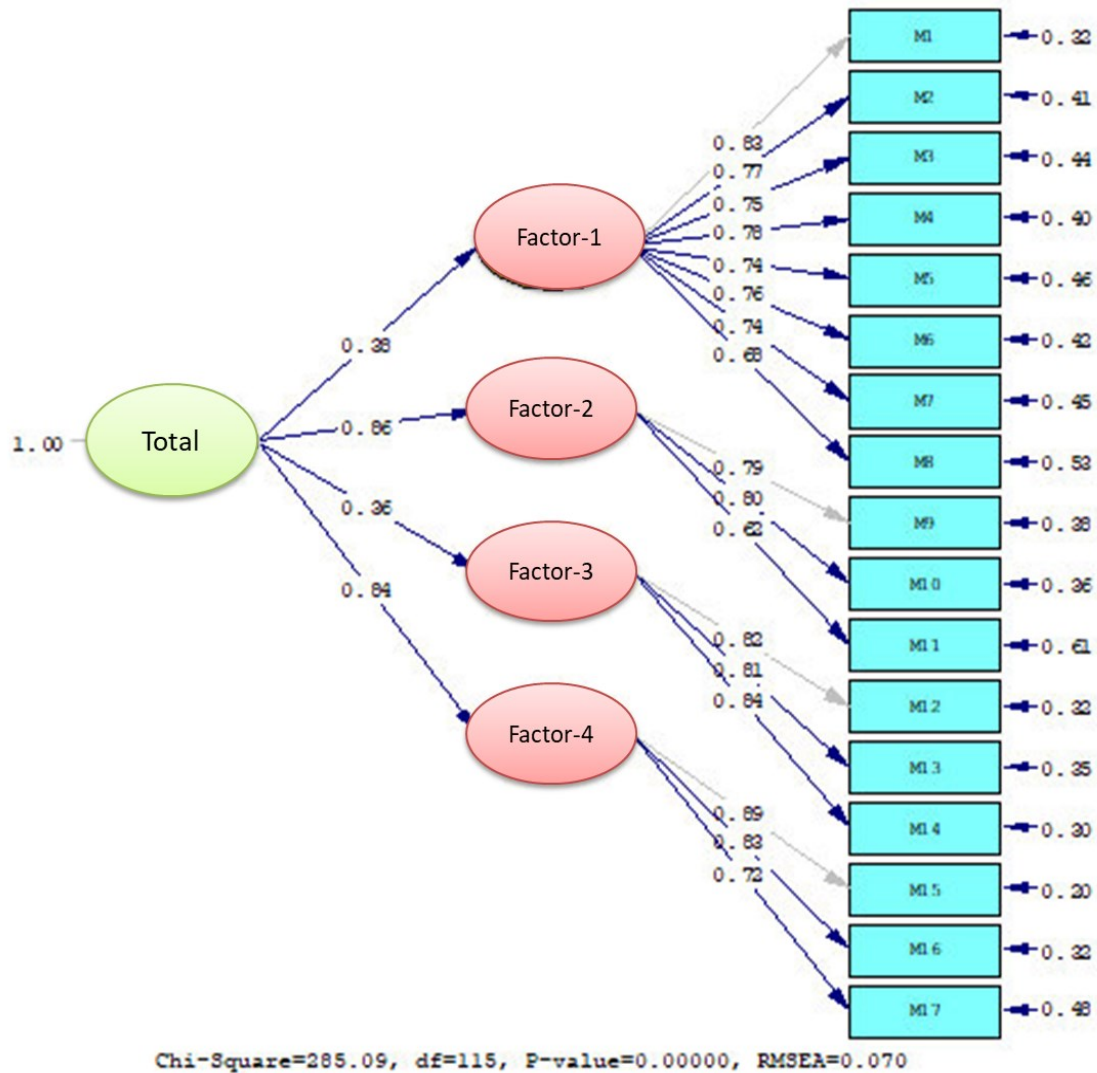 1.00
Total
0.38
0.86
0.36
0.84
Factor-1
Factor-2
Factor-3
Factor-4
0.83
0.77
0.75
0.78
0.74
0.76
0.74
0.68
0.79
0.80
0.62
0.82
0.81
0.84
0.89
0.83
0.72
M1 0.32
M2 0.41
M3 0.44
M4 0.40
M5 0.46
M6 0.42
M7 0.45
M8 0.53
M9 0.38
M10 0.36
M11 0.61
M12 0.32
M13 0.35
M14 0.30
M15 0.20
M16 0.32
M17 0.48
Chi-Square=285.09, df=115, P-value=0.00000, RMSEA=0.070